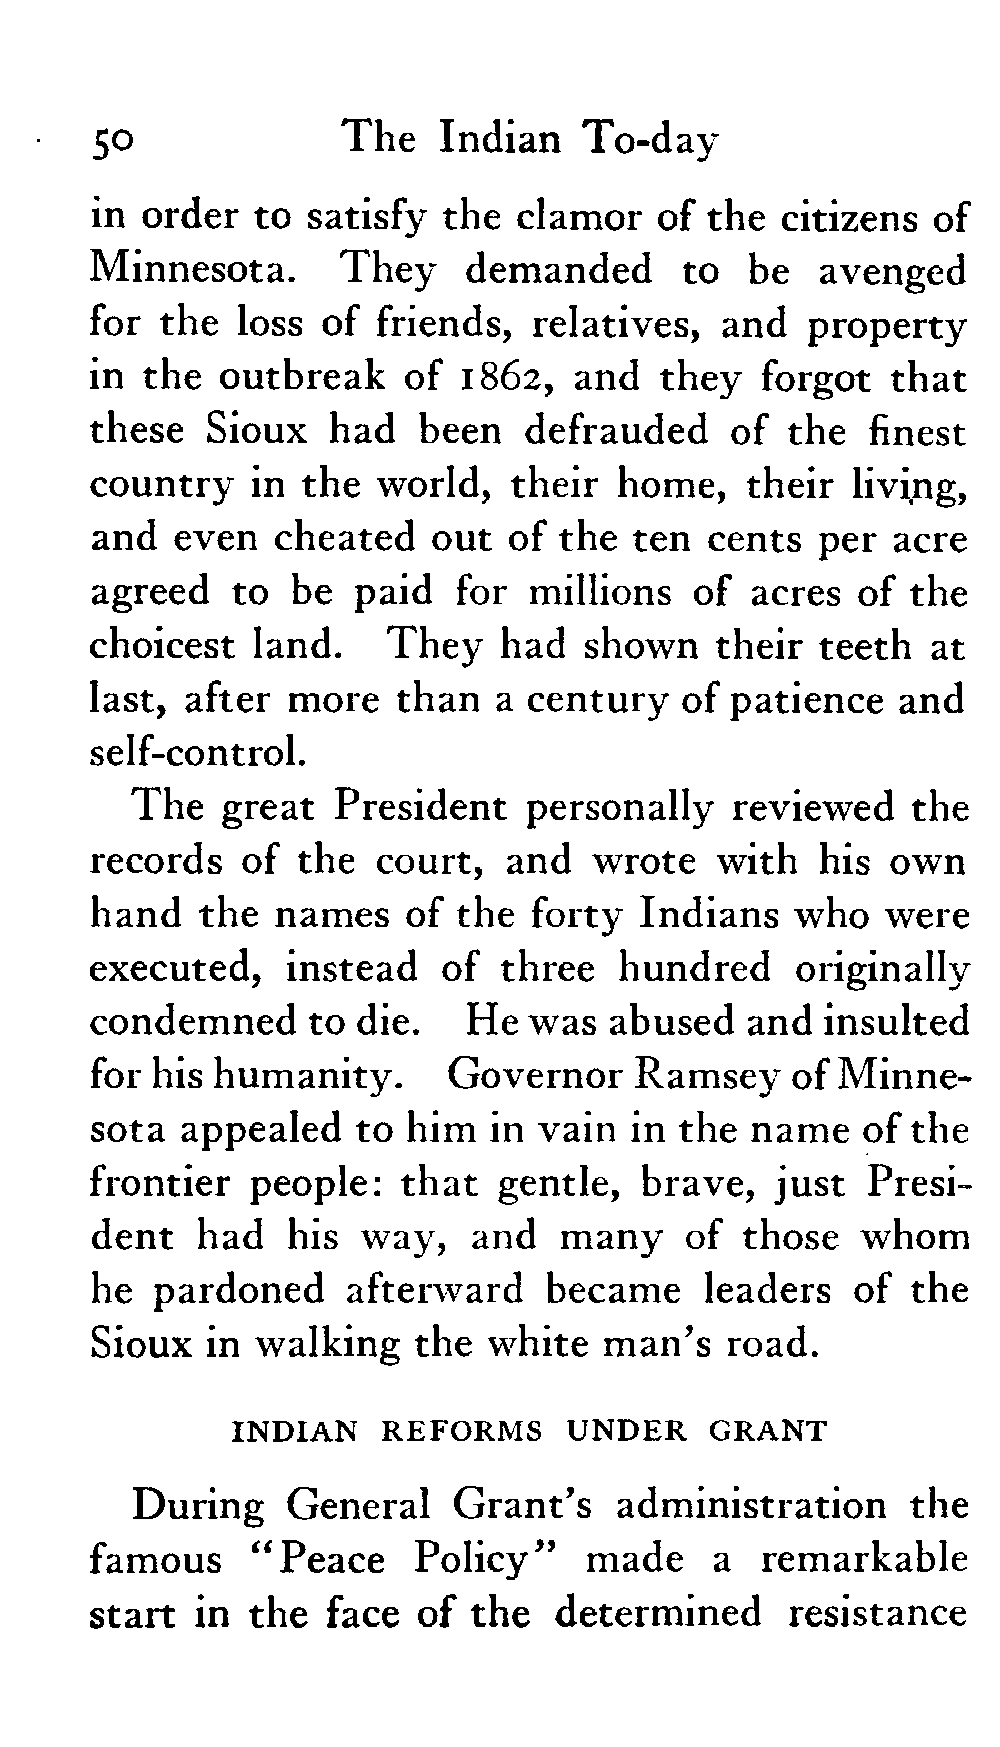 50 The Indian To-day
in order to satisfy the clamor of the citizens of
Minnesota. They demanded to be avenged
for the loss of friends, relatives, and property
in the outbreak of 1862, and they forgot that
these Sioux had been defrauded of the finest
country in the world, their home, their living,
and even cheated out of the ten cents per acre
agreed to be paid for millions of acres of the
choicest land. They had shown their teeth at
last, after more than a century of patience and
self-control.
The great President personally reviewed the
records of the court, and wrote with his own
hand the names of the forty Indians who were
executed, instead of three hundred originally
condemned to die. He was abused and insulted
for his humanity. Governor Ramsey of Minne-
sota appealed to him in vain in the name of the
frontier people: that gentle, brave, just Presi-
dent had his way, and many of those whom
he pardoned afterward became leaders of the
Sioux in walking the white man's road.
INDIAN REFORMS UNDER GRANT
During General Grant's administration the
famous "Peace Policy" made a remarkable
start in the face of the determined resistance